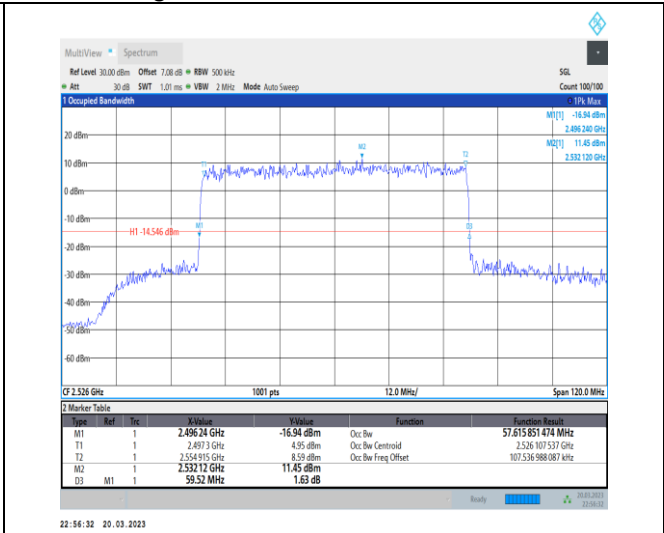 MultiView Spectrum
Ref Level 30.00 dBm Offset 7.08 dB RBW 500 kHz SGL
Att 30 dB SWT 1.01 ms VBW 2 MHz Mode Auto Sweep Count 100/100
1 Occupied Bandwidth 1Pk Max
M1[1] -16.94 dBm
2.496 240 GHz
M2[1] 11.45 dBm
2.532 120 GHz
20 dBm
M2
T1
T2
10 dBm
0 dBm
-10 dBm
H1 -14.546 dBm
M1
D3
-20 dBm
-30 dBm
-40 dBm
-50 dBm
-60 dBm
CF 2.526 GHz 1001 pts 12.0 MHz/ Span 120.0 MHz
2 Marker Table
Type Ref Trc X-Value Y-Value Function Function Result
M1 1 2.496 24 GHz -16.94 dBm Occ Bw 57.615 851 474 MHz
T1 1 2.497 3 GHz 4.95 dBm Occ Bw Centroid 2.526 107 537 GHz
T2 1 2.554 915 GHz 8.59 dBm Occ Bw Freq Offset 107.536 988 087 kHz
M2 1 2.532 12 GHz 11.45 dBm
D3 M1 1 59.52 MHz 1.63 dB
Ready 20.03.2023
22:56:32
22:56:32 20.03.2023